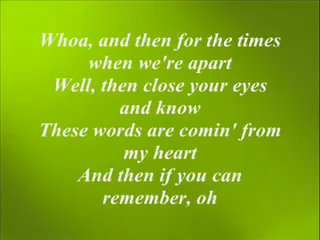 Whoa, and then for the times
when we're apart
Well, then close your eyes
and know
These words are comin' from
my heart
And then if you can
remember, oh